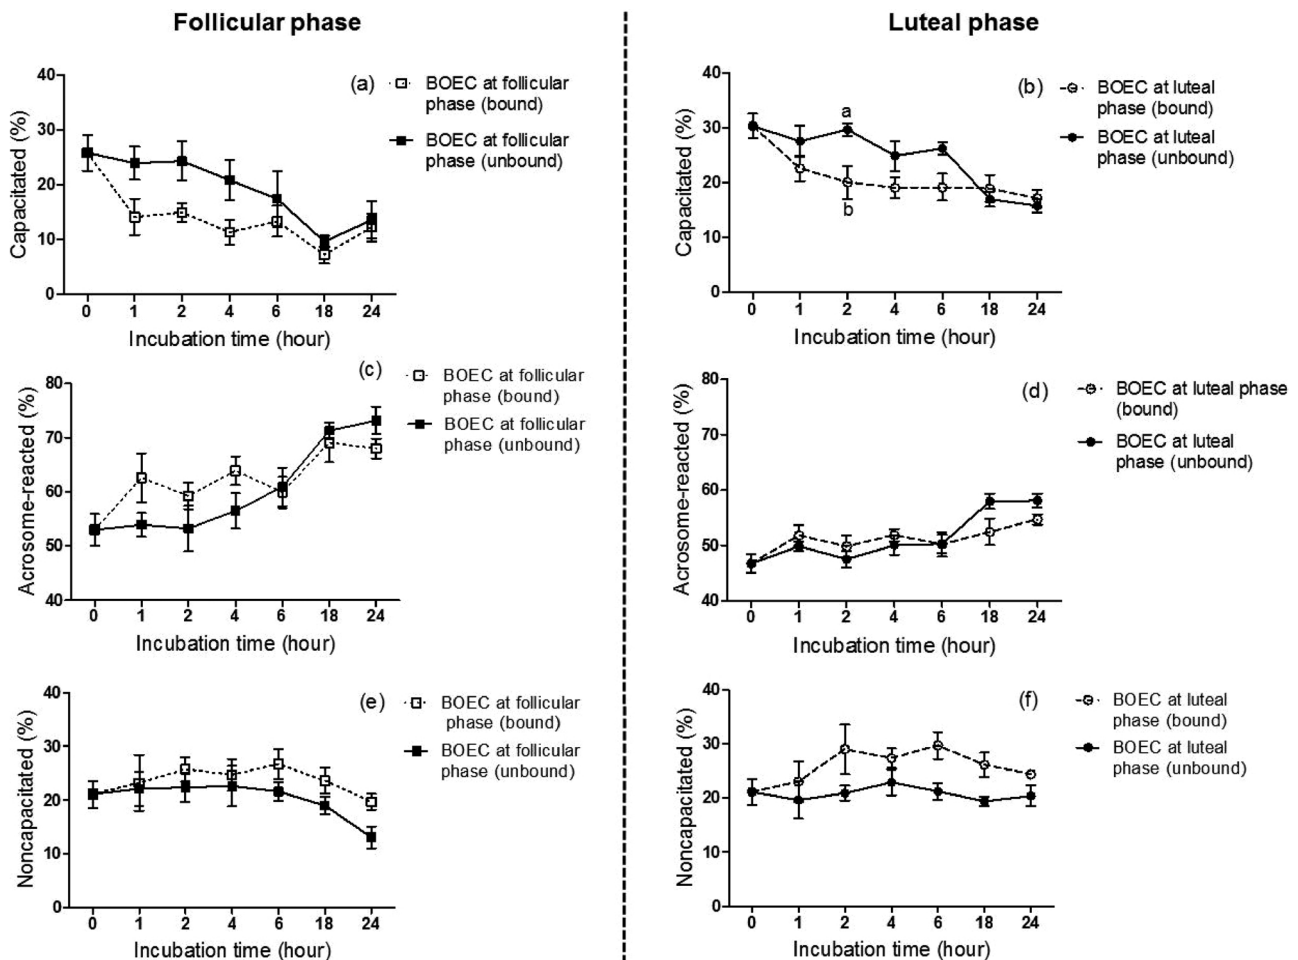 Follicular phase
Luteal phase
(a)
BOEC at follicular
phase (bound)
BOEC at follicular
phase (unbound)
Capacitated (%)
40
30
20
10
0
0 1 2 4 6 18 24
Incubation time (hour)
(b)
BOEC at luteal
phase (bound)
BOEC at luteal
phase (unbound)
a
b
Capacitated (%)
40
30
20
10
0
0 1 2 4 6 18 24
Incubation time (hour)
(c)
BOEC at follicular
phase (bound)
BOEC at follicular
phase (unbound)
Acrosome-reacted (%)
80
70
60
50
40
0 1 2 4 6 18 24
Incubation time (hour)
(d)
BOEC at luteal phase
(bound)
BOEC at luteal
phase (unbound)
Acrosome-reacted (%)
80
70
60
50
40
0 1 2 4 6 18 24
Incubation time (hour)
(e)
BOEC at follicular
phase (bound)
BOEC at follicular
phase (unbound)
Noncapacitated (%)
40
30
20
10
0
0 1 2 4 6 18 24
Incubation time (hour)
(f)
BOEC at luteal
phase (bound)
BOEC at luteal
phase (unbound)
Noncapacitated (%)
40
30
20
10
0
0 1 2 4 6 18 24
Incubation time (hour)